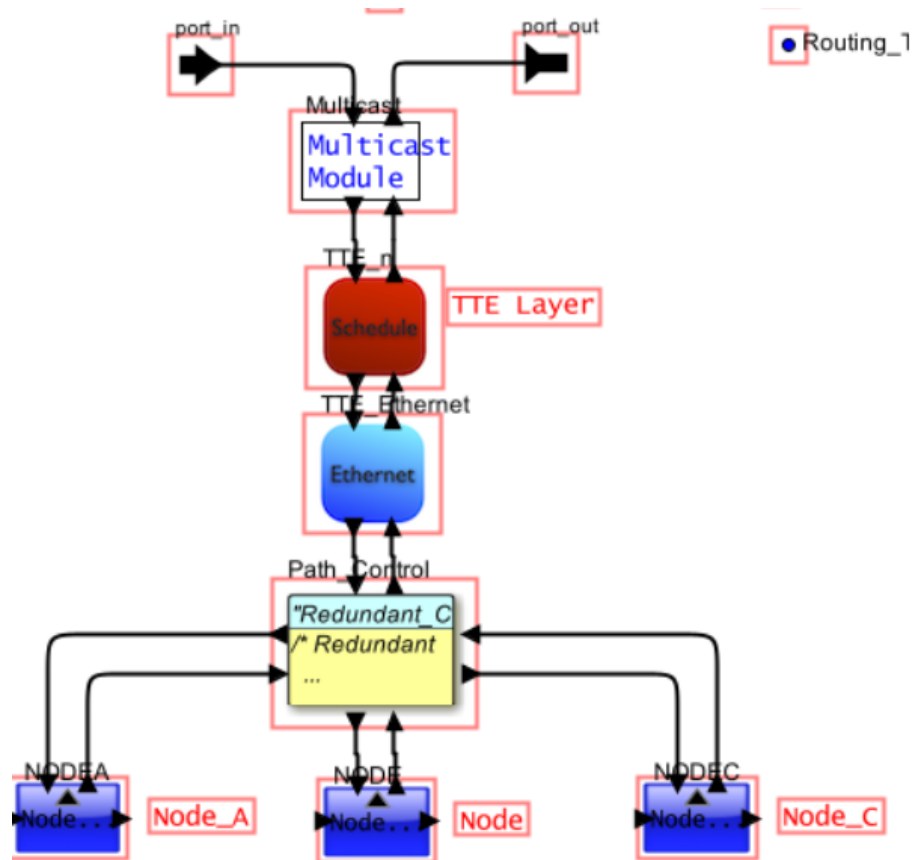 port_in
port_out
Routing_T
Multicast
Multicast
Module
TTE_n
Schedule
TTE Layer
TTE_Ethernet
Ethernet
Path_Control
"Redundant_C
/* Redundant
...
NODEA
NODE
NODEC
Node...
Node_A
Node...
Node
Node...
Node_C